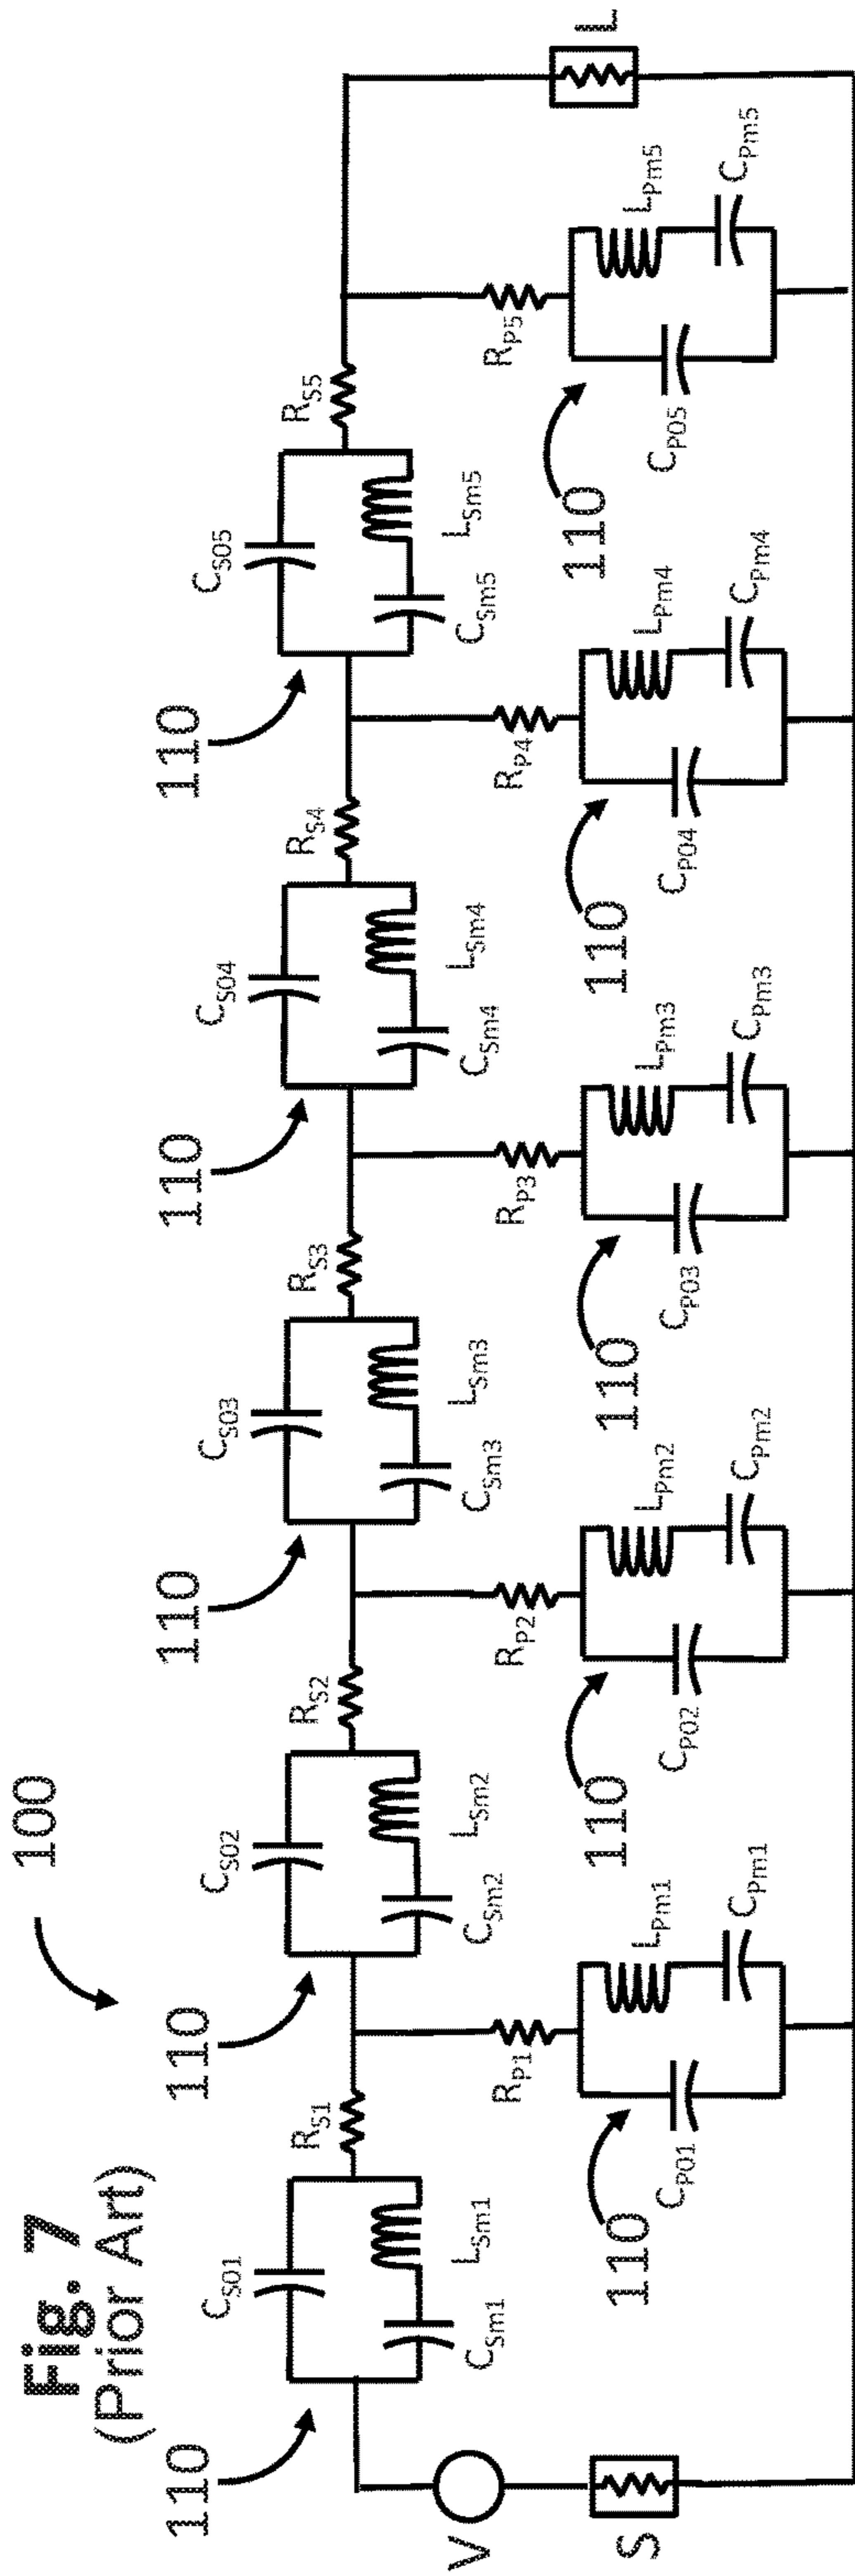 Fig. 7
(Prior Art)
100
110
110
110
110
110
C_S01
C_S02
C_S03
C_S04
C_S05
R_S1
R_S2
R_S3
R_S4
R_S5
C_Sm1
L_Sm1
C_Sm2
L_Sm2
C_Sm3
L_Sm3
C_Sm4
L_Sm4
C_Sm5
L_Sm5
V
S
L
R_P1
R_P2
R_P3
R_P4
R_P5
110
110
110
110
110
C_P01
L_Pm1
C_Pm1
C_P02
L_Pm2
C_Pm2
C_P03
L_Pm3
C_Pm3
C_P04
L_Pm4
C_Pm4
C_P05
L_Pm5
C_Pm5